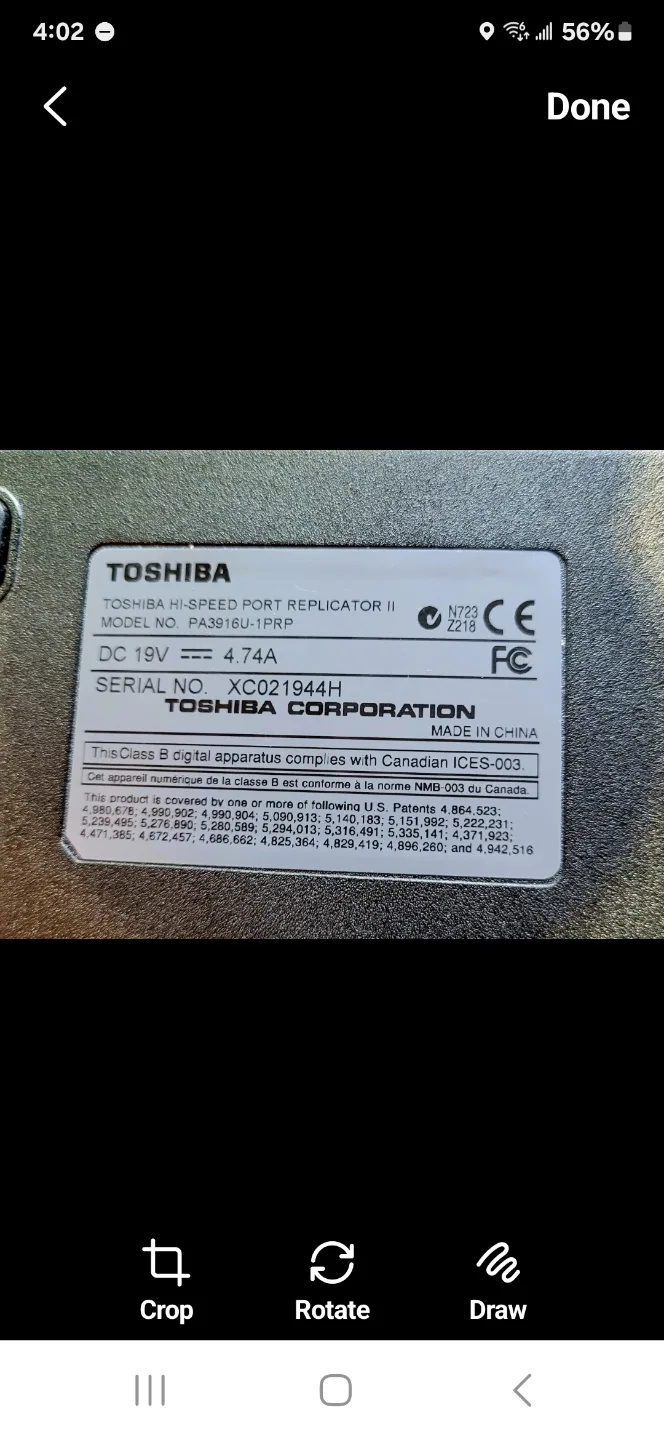 4:02
56%
Done
TOSHIBA
TOSHIBA HI-SPEED PORT REPLICATOR II
MODEL NO. PA3916U-1PRP
N723
Z218
CE
DC 19V ⎓ 4.74A
FC
SERIAL NO. XC021944H
TOSHIBA CORPORATION
MADE IN CHINA
This Class B digital apparatus complies with Canadian ICES-003.
Cet appareil numérique de la classe B est conforme à la norme NMB-003 du Canada.
This product is covered by one or more of following U.S. Patents 4,864,523;
4,980,678; 4,990,902; 4,990,904; 5,090,913; 5,140,183; 5,151,992; 5,222,231;
5,239,495; 5,276,890; 5,280,589; 5,294,013; 5,316,491; 5,335,141; 4,371,923;
4,471,385; 4,672,457; 4,686,662; 4,825,364; 4,829,419; 4,896,260; and 4,942,516
Crop
Rotate
Draw